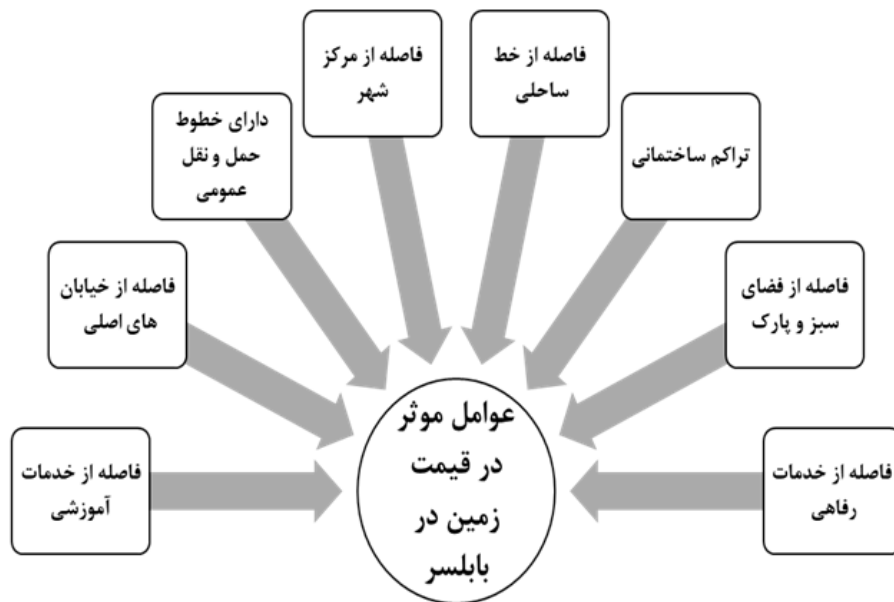 فاصله از مرکز
شهر
فاصله از خط
ساحلی
دارای خطوط
حمل و نقل
عمومی
تراکم ساختمانی
فاصله از خیابان
های اصلی
فاصله از فضای
سبز و پارک
فاصله از خدمات
آموزشی
عوامل موثر
در قیمت
زمین در
بابلسر
فاصله از خدمات
رفاهی